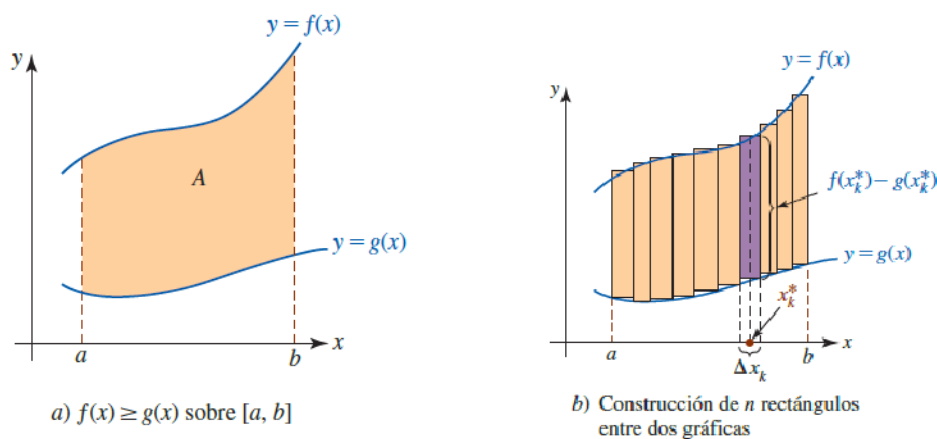 y = f(x)
y
A
y = g(x)
a
b
x
a) f(x) ≥ g(x) sobre [a, b]
y = f(x)
y
f(x*k) – g(x*k)
y = g(x)
x*k
a
b
x
Δxk
b) Construcción de n rectángulos
entre dos gráficas